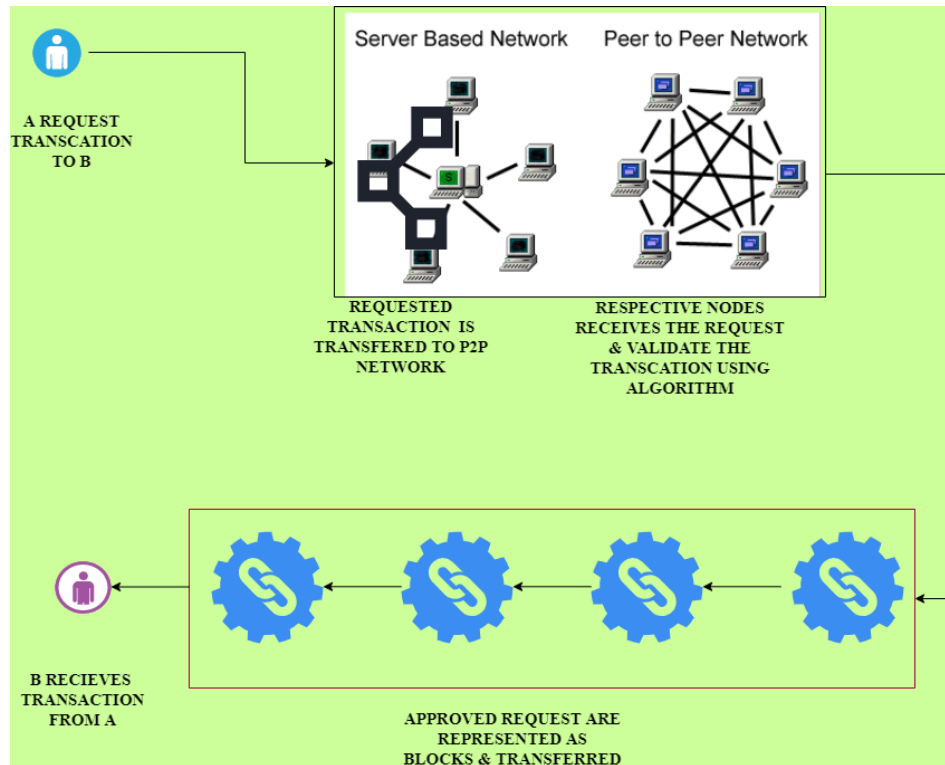 Server Based Network
Peer to Peer Network
A REQUEST
TRANSCATION
TO B
S
REQUESTED
TRANSACTION IS
TRANSFERED TO P2P
NETWORK
RESPECTIVE NODES
RECEIVES THE REQUEST
& VALIDATE THE
TRANSCATION USING
ALGORITHM
B RECIEVES
TRANSACTION
FROM A
APPROVED REQUEST ARE
REPRESENTED AS
BLOCKS & TRANSFERRED